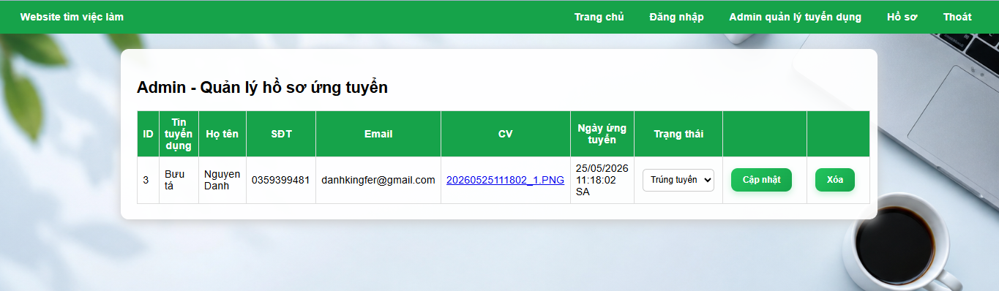 Website tìm việc làm
Trang chủ
Đăng nhập
Admin quản lý tuyển dụng
Hồ sơ
Thoát
Admin - Quản lý hồ sơ ứng tuyển
ID
Tin
tuyển
dụng
Họ tên
SĐT
Email
CV
Ngày ứng
tuyển
Trạng thái
3
Bưu
tá
Nguyen
Danh
0359399481
danhkingfer@gmail.com
20260525111802_1.PNG
25/05/2026
11:18:02
SA
Trúng tuyển
Cập nhật
Xóa